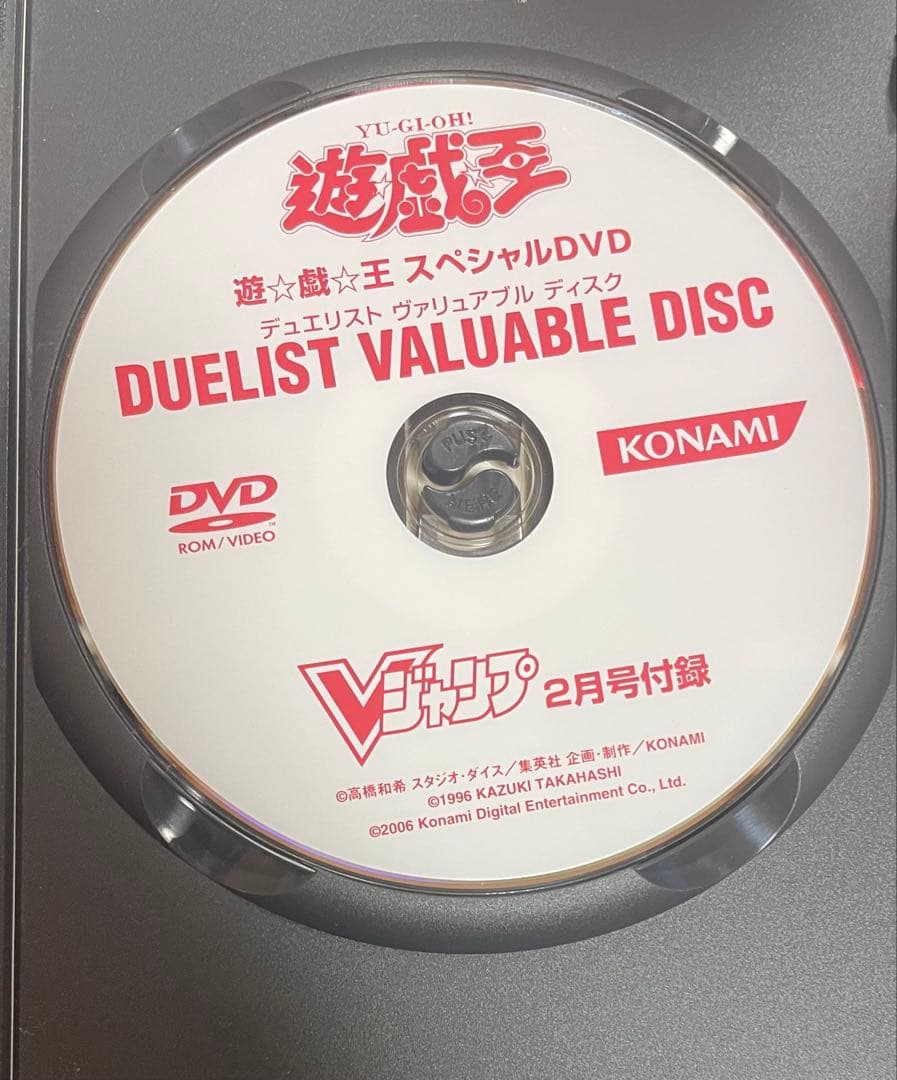 YU-GI-OH!
遊☆戯☆王
遊☆戯☆王 スペシャルDVD
デュエリスト ヴァリュアブル ディスク
DUELIST VALUABLE DISC
KONAMI
PUSH
HERE
DVD
™
ROM/VIDEO
Vジャンプ 2月号付録
©高橋和希 スタジオ・ダイス/集英社 企画・制作/KONAMI
©1996 KAZUKI TAKAHASHI
©2006 Konami Digital Entertainment Co., Ltd.